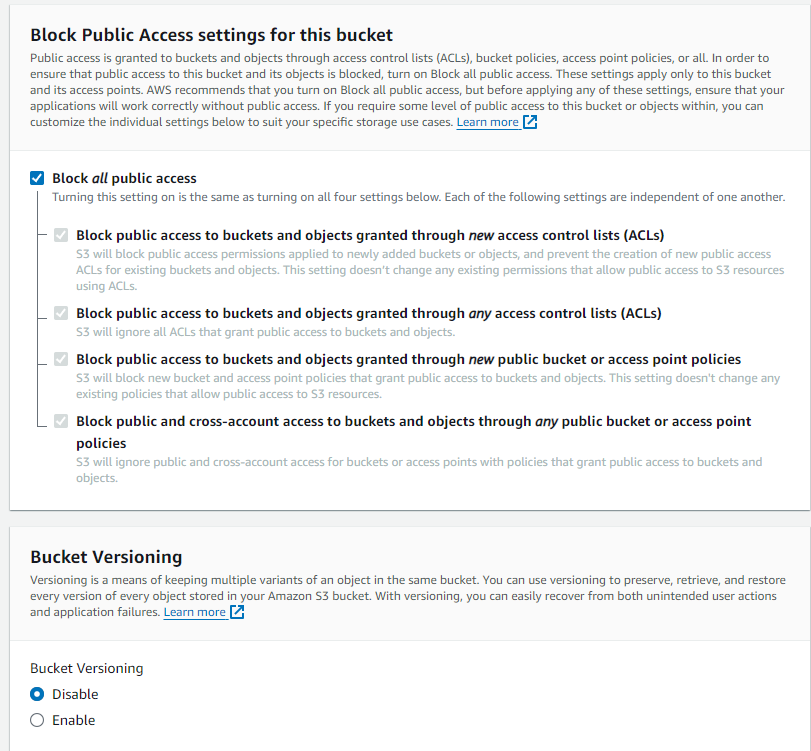 Block Public Access settings for this bucket
Public access is granted to buckets and objects through access control lists (ACLs), bucket policies, access point policies, or all. In order to
ensure that public access to this bucket and its objects is blocked, turn on Block all public access. These settings apply only to this bucket
and its access points. AWS recommends that you turn on Block all public access, but before applying any of these settings, ensure that your
applications will work correctly without public access. If you require some level of public access to this bucket or objects within, you can
customize the individual settings below to suit your specific storage use cases. Learn more
Block all public access
Turning this setting on is the same as turning on all four settings below. Each of the following settings are independent of one another.
Block public access to buckets and objects granted through new access control lists (ACLs)
S3 will block public access permissions applied to newly added buckets or objects, and prevent the creation of new public access
ACLs for existing buckets and objects. This setting doesn't change any existing permissions that allow public access to S3 resources
using ACLs.
Block public access to buckets and objects granted through any access control lists (ACLs)
S3 will ignore all ACLs that grant public access to buckets and objects.
Block public access to buckets and objects granted through new public bucket or access point policies
S3 will block new bucket and access point policies that grant public access to buckets and objects. This setting doesn't change any
existing policies that allow public access to S3 resources.
Block public and cross-account access to buckets and objects through any public bucket or access point
policies
S3 will ignore public and cross-account access for buckets or access points with policies that grant public access to buckets and
objects.
Bucket Versioning
Versioning is a means of keeping multiple variants of an object in the same bucket. You can use versioning to preserve, retrieve, and restore
every version of every object stored in your Amazon S3 bucket. With versioning, you can easily recover from both unintended user actions
and application failures. Learn more
Bucket Versioning
Disable
Enable